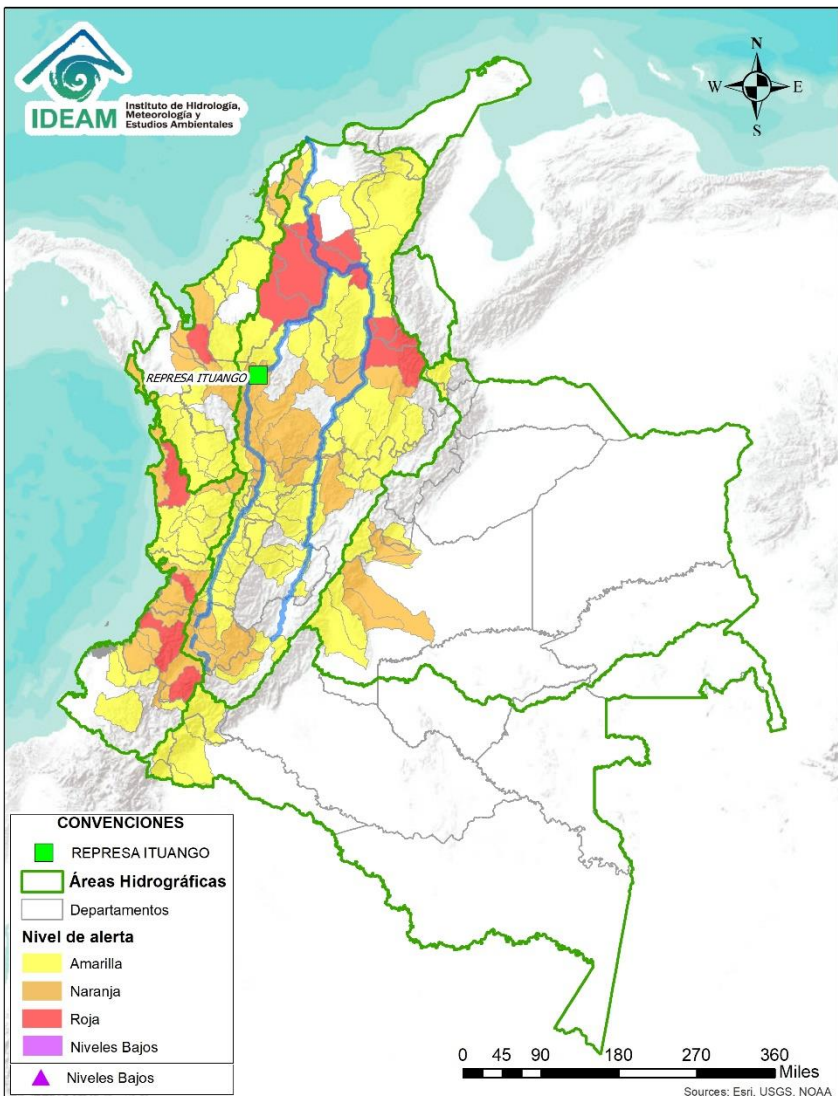 IDEAM
Instituto de Hidrología,
Meteorología y
Estudios Ambientales
N
W
E
S
REPRESA ITUANGO
CONVENCIONES
REPRESA ITUANGO
Áreas Hidrográficas
Departamentos
Nivel de alerta
Amarilla
Naranja
Roja
Niveles Bajos
Niveles Bajos
0 45 90 180 270 360
Miles
Sources: Esri, USGS, NOAA